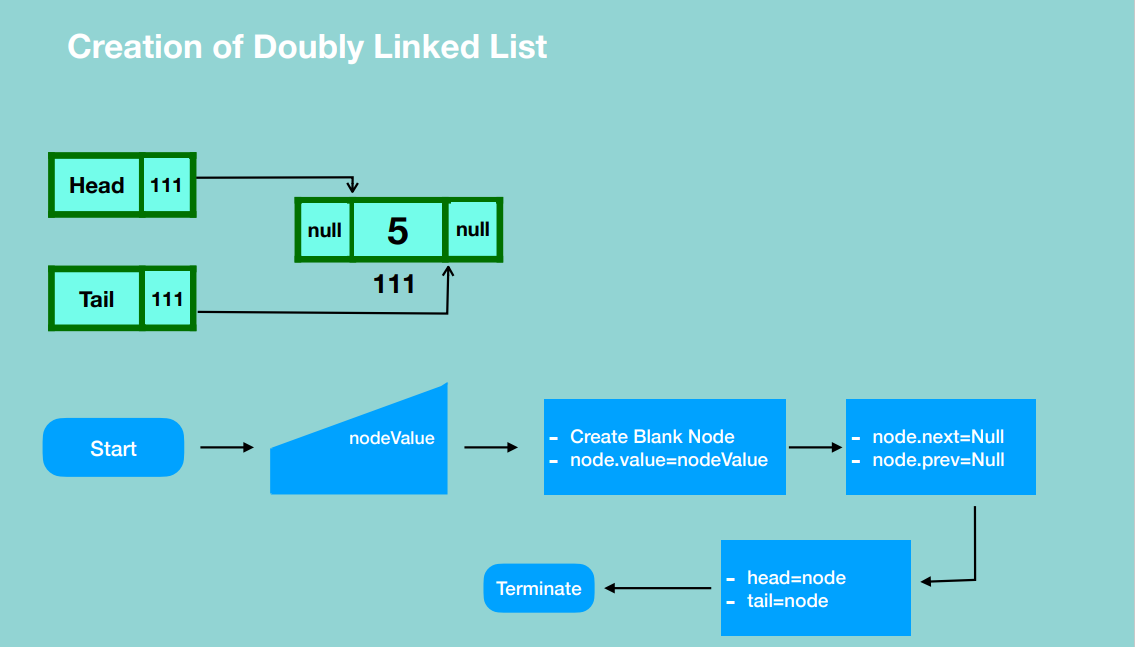 Creation of Doubly Linked List
Head 111
null 5 null
111
Tail 111
Start
nodeValue
- Create Blank Node
- node.value=nodeValue
- node.next=Null
- node.prev=Null
- head=node
- tail=node
Terminate